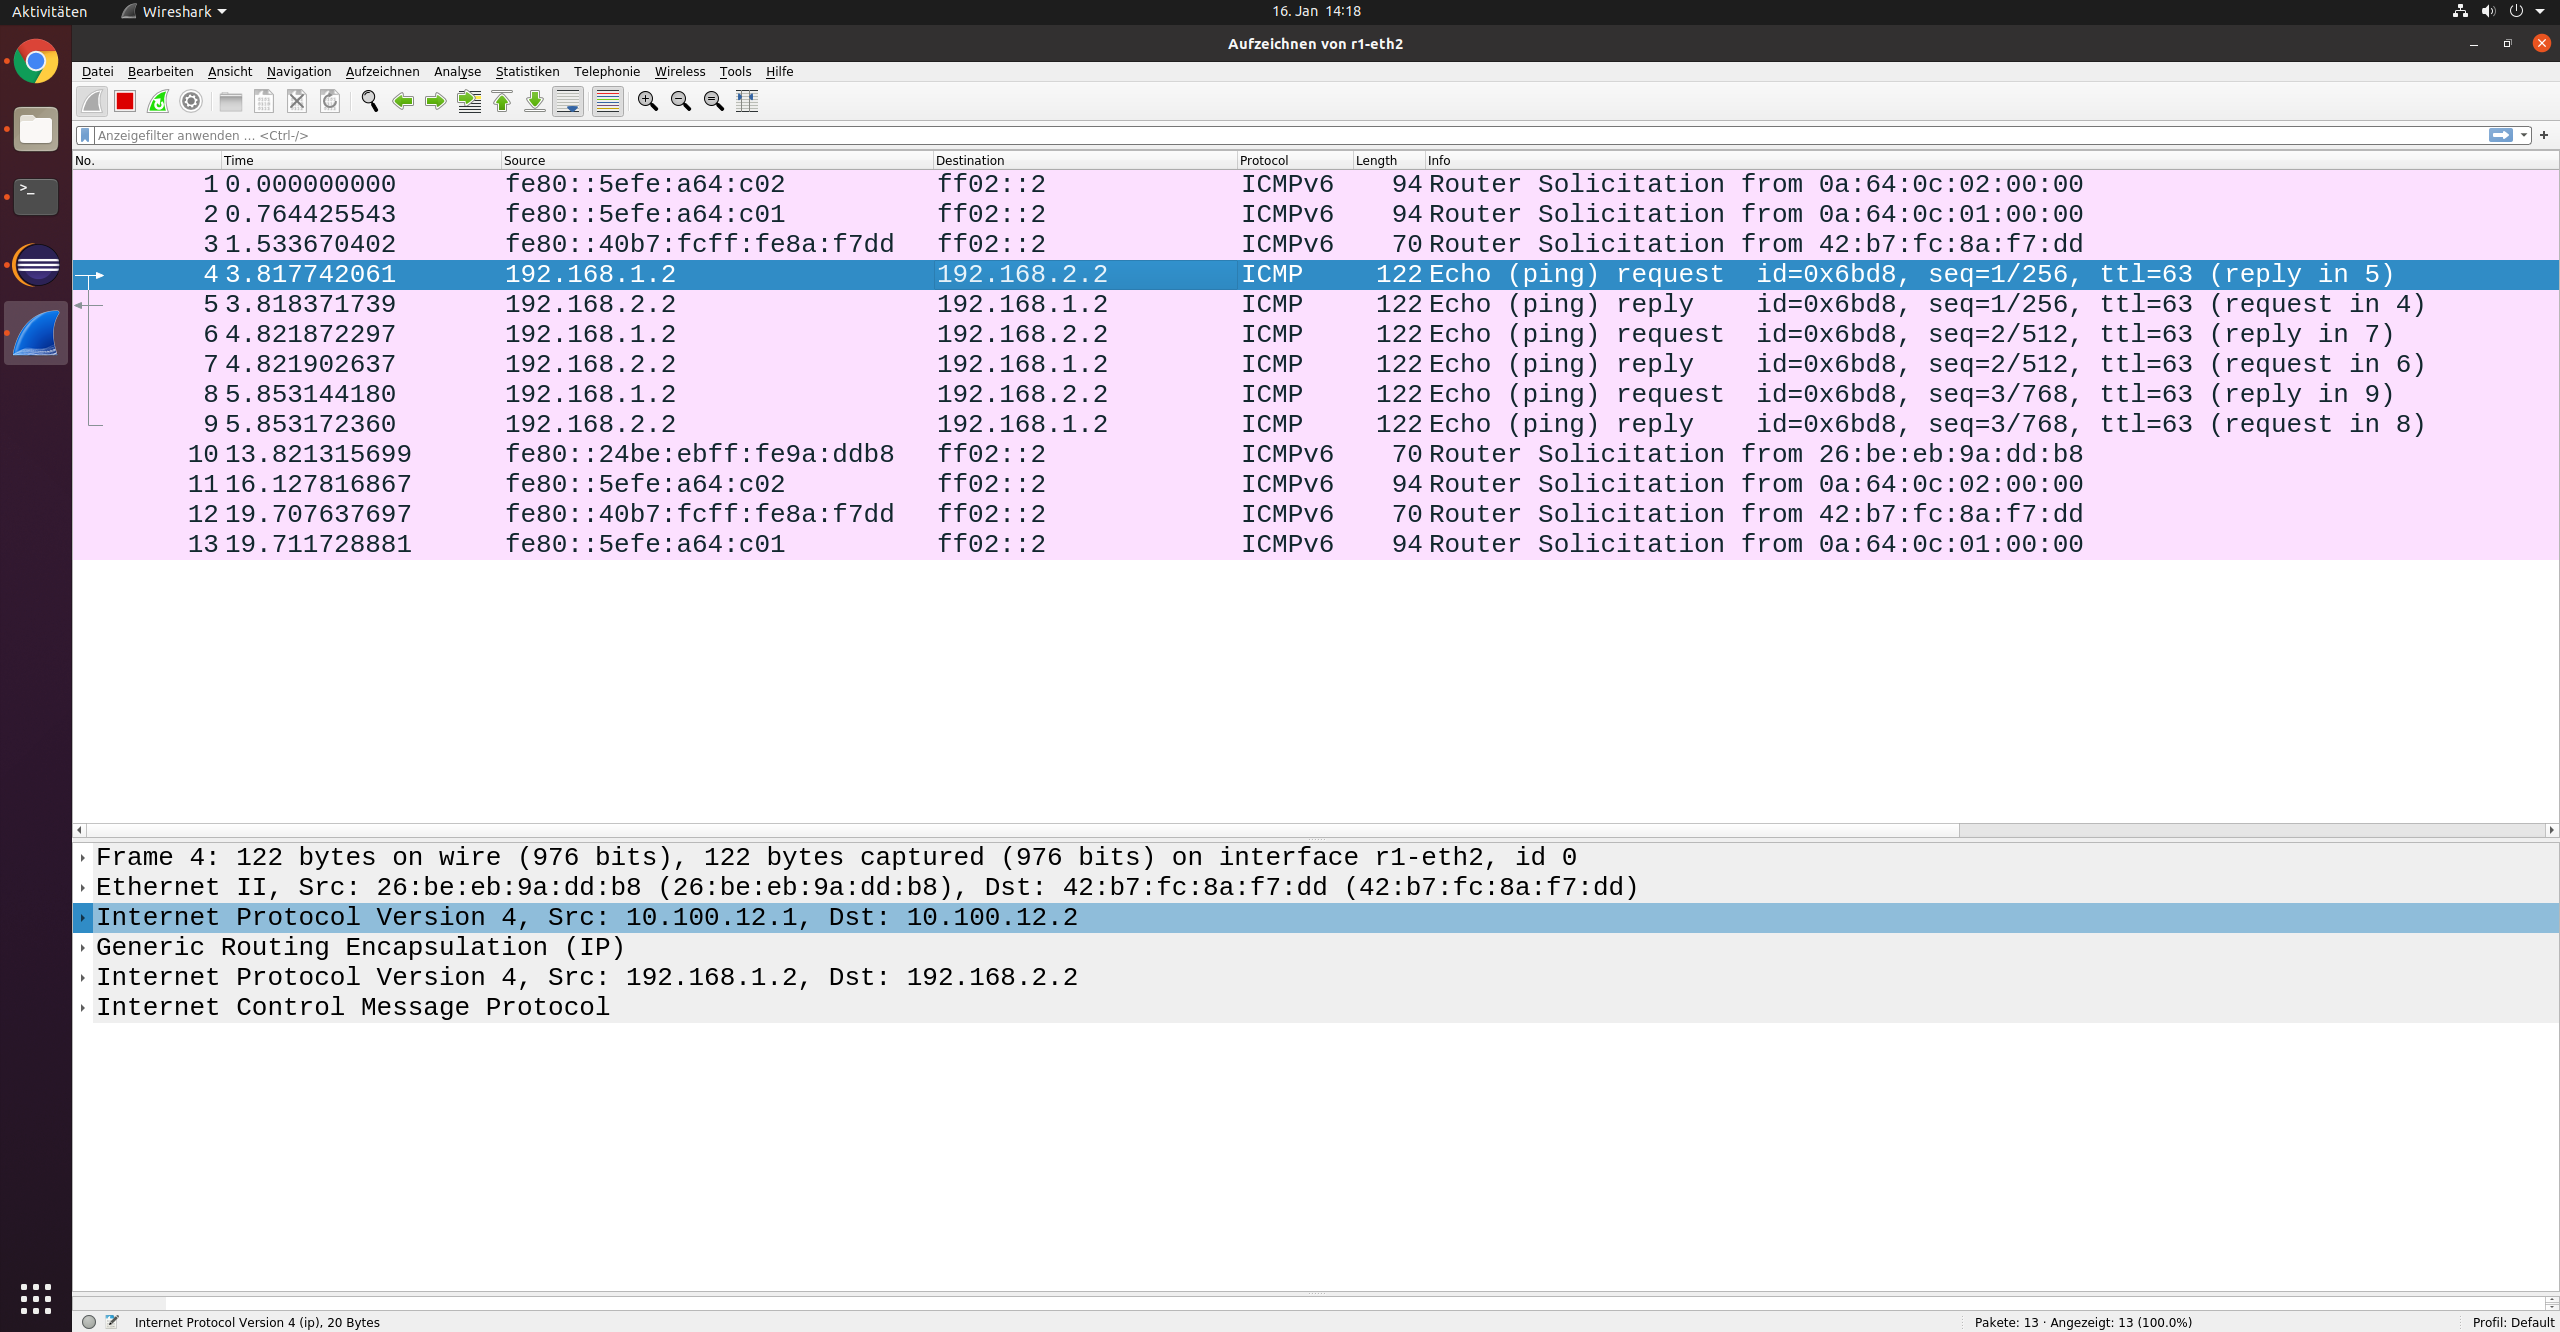 Aktivitäten Wireshark 16. Jan 14:18
Aufzeichnen von r1-eth2
Datei Bearbeiten Ansicht Navigation Aufzeichnen Analyse Statistiken Telephonie Wireless Tools Hilfe
Anzeigefilter anwenden ... <Ctrl-/>
No. Time Source Destination Protocol Length Info
1 0.000000000 fe80::5efe:a64:c02 ff02::2 ICMPv6 94 Router Solicitation from 0a:64:0c:02:00:00
2 0.764425543 fe80::5efe:a64:c01 ff02::2 ICMPv6 94 Router Solicitation from 0a:64:0c:01:00:00
3 1.533670402 fe80::40b7:fcff:fe8a:f7dd ff02::2 ICMPv6 70 Router Solicitation from 42:b7:fc:8a:f7:dd
4 3.817742061 192.168.1.2 192.168.2.2 ICMP 122 Echo (ping) request id=0x6bd8, seq=1/256, ttl=63 (reply in 5)
5 3.818371739 192.168.2.2 192.168.1.2 ICMP 122 Echo (ping) reply id=0x6bd8, seq=1/256, ttl=63 (request in 4)
6 4.821872297 192.168.1.2 192.168.2.2 ICMP 122 Echo (ping) request id=0x6bd8, seq=2/512, ttl=63 (reply in 7)
7 4.821902637 192.168.2.2 192.168.1.2 ICMP 122 Echo (ping) reply id=0x6bd8, seq=2/512, ttl=63 (request in 6)
8 5.853144180 192.168.1.2 192.168.2.2 ICMP 122 Echo (ping) request id=0x6bd8, seq=3/768, ttl=63 (reply in 9)
9 5.853172360 192.168.2.2 192.168.1.2 ICMP 122 Echo (ping) reply id=0x6bd8, seq=3/768, ttl=63 (request in 8)
10 13.821315699 fe80::24be:ebff:fe9a:ddb8 ff02::2 ICMPv6 70 Router Solicitation from 26:be:eb:9a:dd:b8
11 16.127816867 fe80::5efe:a64:c02 ff02::2 ICMPv6 94 Router Solicitation from 0a:64:0c:02:00:00
12 19.707637697 fe80::40b7:fcff:fe8a:f7dd ff02::2 ICMPv6 70 Router Solicitation from 42:b7:fc:8a:f7:dd
13 19.711728881 fe80::5efe:a64:c01 ff02::2 ICMPv6 94 Router Solicitation from 0a:64:0c:01:00:00
Frame 4: 122 bytes on wire (976 bits), 122 bytes captured (976 bits) on interface r1-eth2, id 0
Ethernet II, Src: 26:be:eb:9a:dd:b8 (26:be:eb:9a:dd:b8), Dst: 42:b7:fc:8a:f7:dd (42:b7:fc:8a:f7:dd)
Internet Protocol Version 4, Src: 10.100.12.1, Dst: 10.100.12.2
Generic Routing Encapsulation (IP)
Internet Protocol Version 4, Src: 192.168.1.2, Dst: 192.168.2.2
Internet Control Message Protocol
Internet Protocol Version 4 (ip), 20 Bytes Pakete: 13 · Angezeigt: 13 (100.0%) Profil: Default